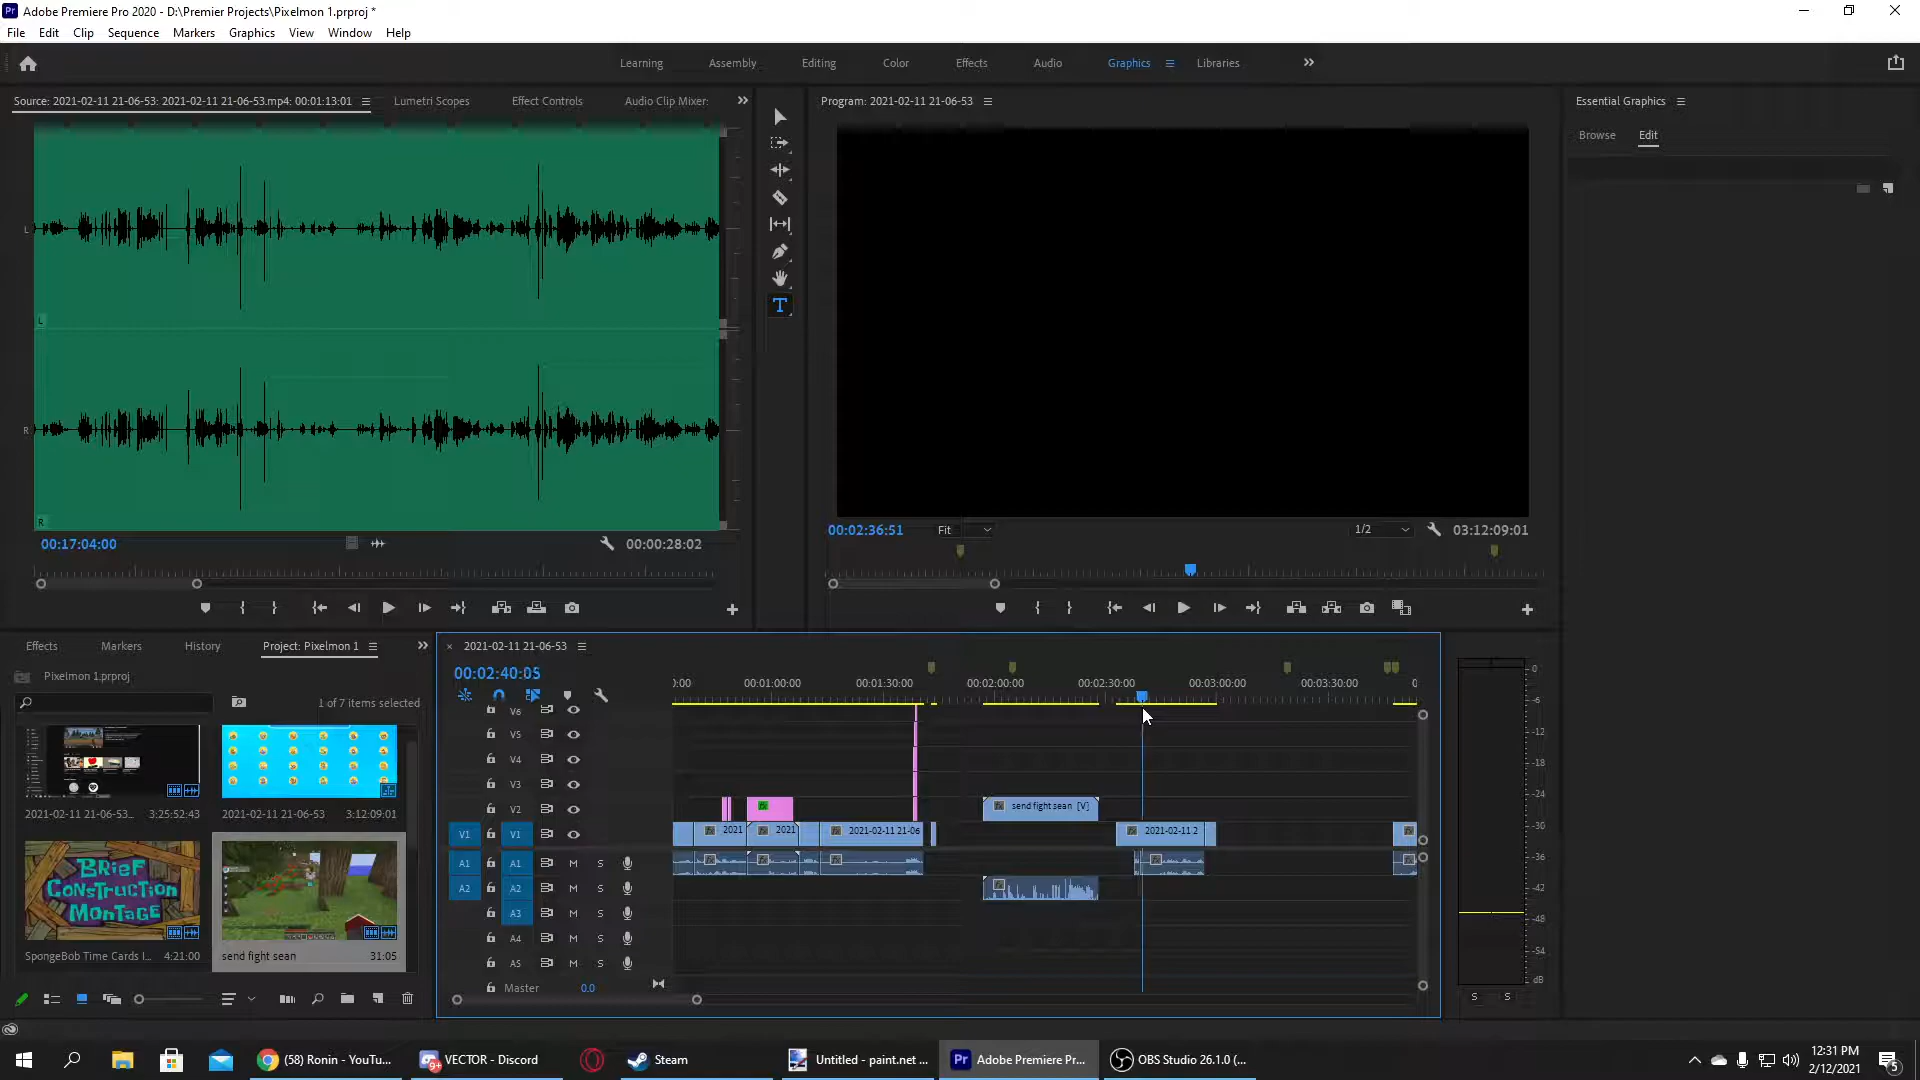 Pr Adobe Premiere Pro 2020 - D:\Premier Projects\Pixelmon 1.prproj *
File Edit Clip Sequence Markers Graphics View Window Help
Learning Assembly Editing Color Effects Audio Graphics Libraries
Source: 2021-02-11 21-06-53: 2021-02-11 21-06-53.mp4: 00:01:13:01 Lumetri Scopes Effect Controls Audio Clip Mixer:
Program: 2021-02-11 21-06-53
Essential Graphics
Browse Edit
L
L
R
R
00:17:04:00 00:00:28:02
00:02:36:51 Fit 1/2 03:12:09:01
Effects Markers History Project: Pixelmon 1
Pixelmon 1.prproj
1 of 7 items selected
2021-02-11 21-06-53... 3:25:52:43
2021-02-11 21-06-53 3:12:09:01
BRIEF CONSTRUCTION MONTAGE
SpongeBob Time Cards I... 4:21:00
send fight sean 31:05
2021-02-11 21-06-53
00:02:40:05
:00 00:01:00:00 00:01:30:00 00:02:00:00 00:02:30:00 00:03:00:00 00:03:30:00 0
V6
V5
V4
V3
V2 send fight sean [V]
V1 V1 2021 2021 2021-02-11 21-06 2021-02-11 2
A1 A1 M S
A2 A2 M S
A3 M S
A4 M S
A5 M S
Master 0.0
0
-6
-12
-18
-24
-30
-36
-42
-48
-54
dB
S S
(58) Ronin - YouTu... VECTOR - Discord Steam Untitled - paint.net ... Pr Adobe Premiere Pr... OBS Studio 26.1.0 (...
12:31 PM
2/12/2021
5